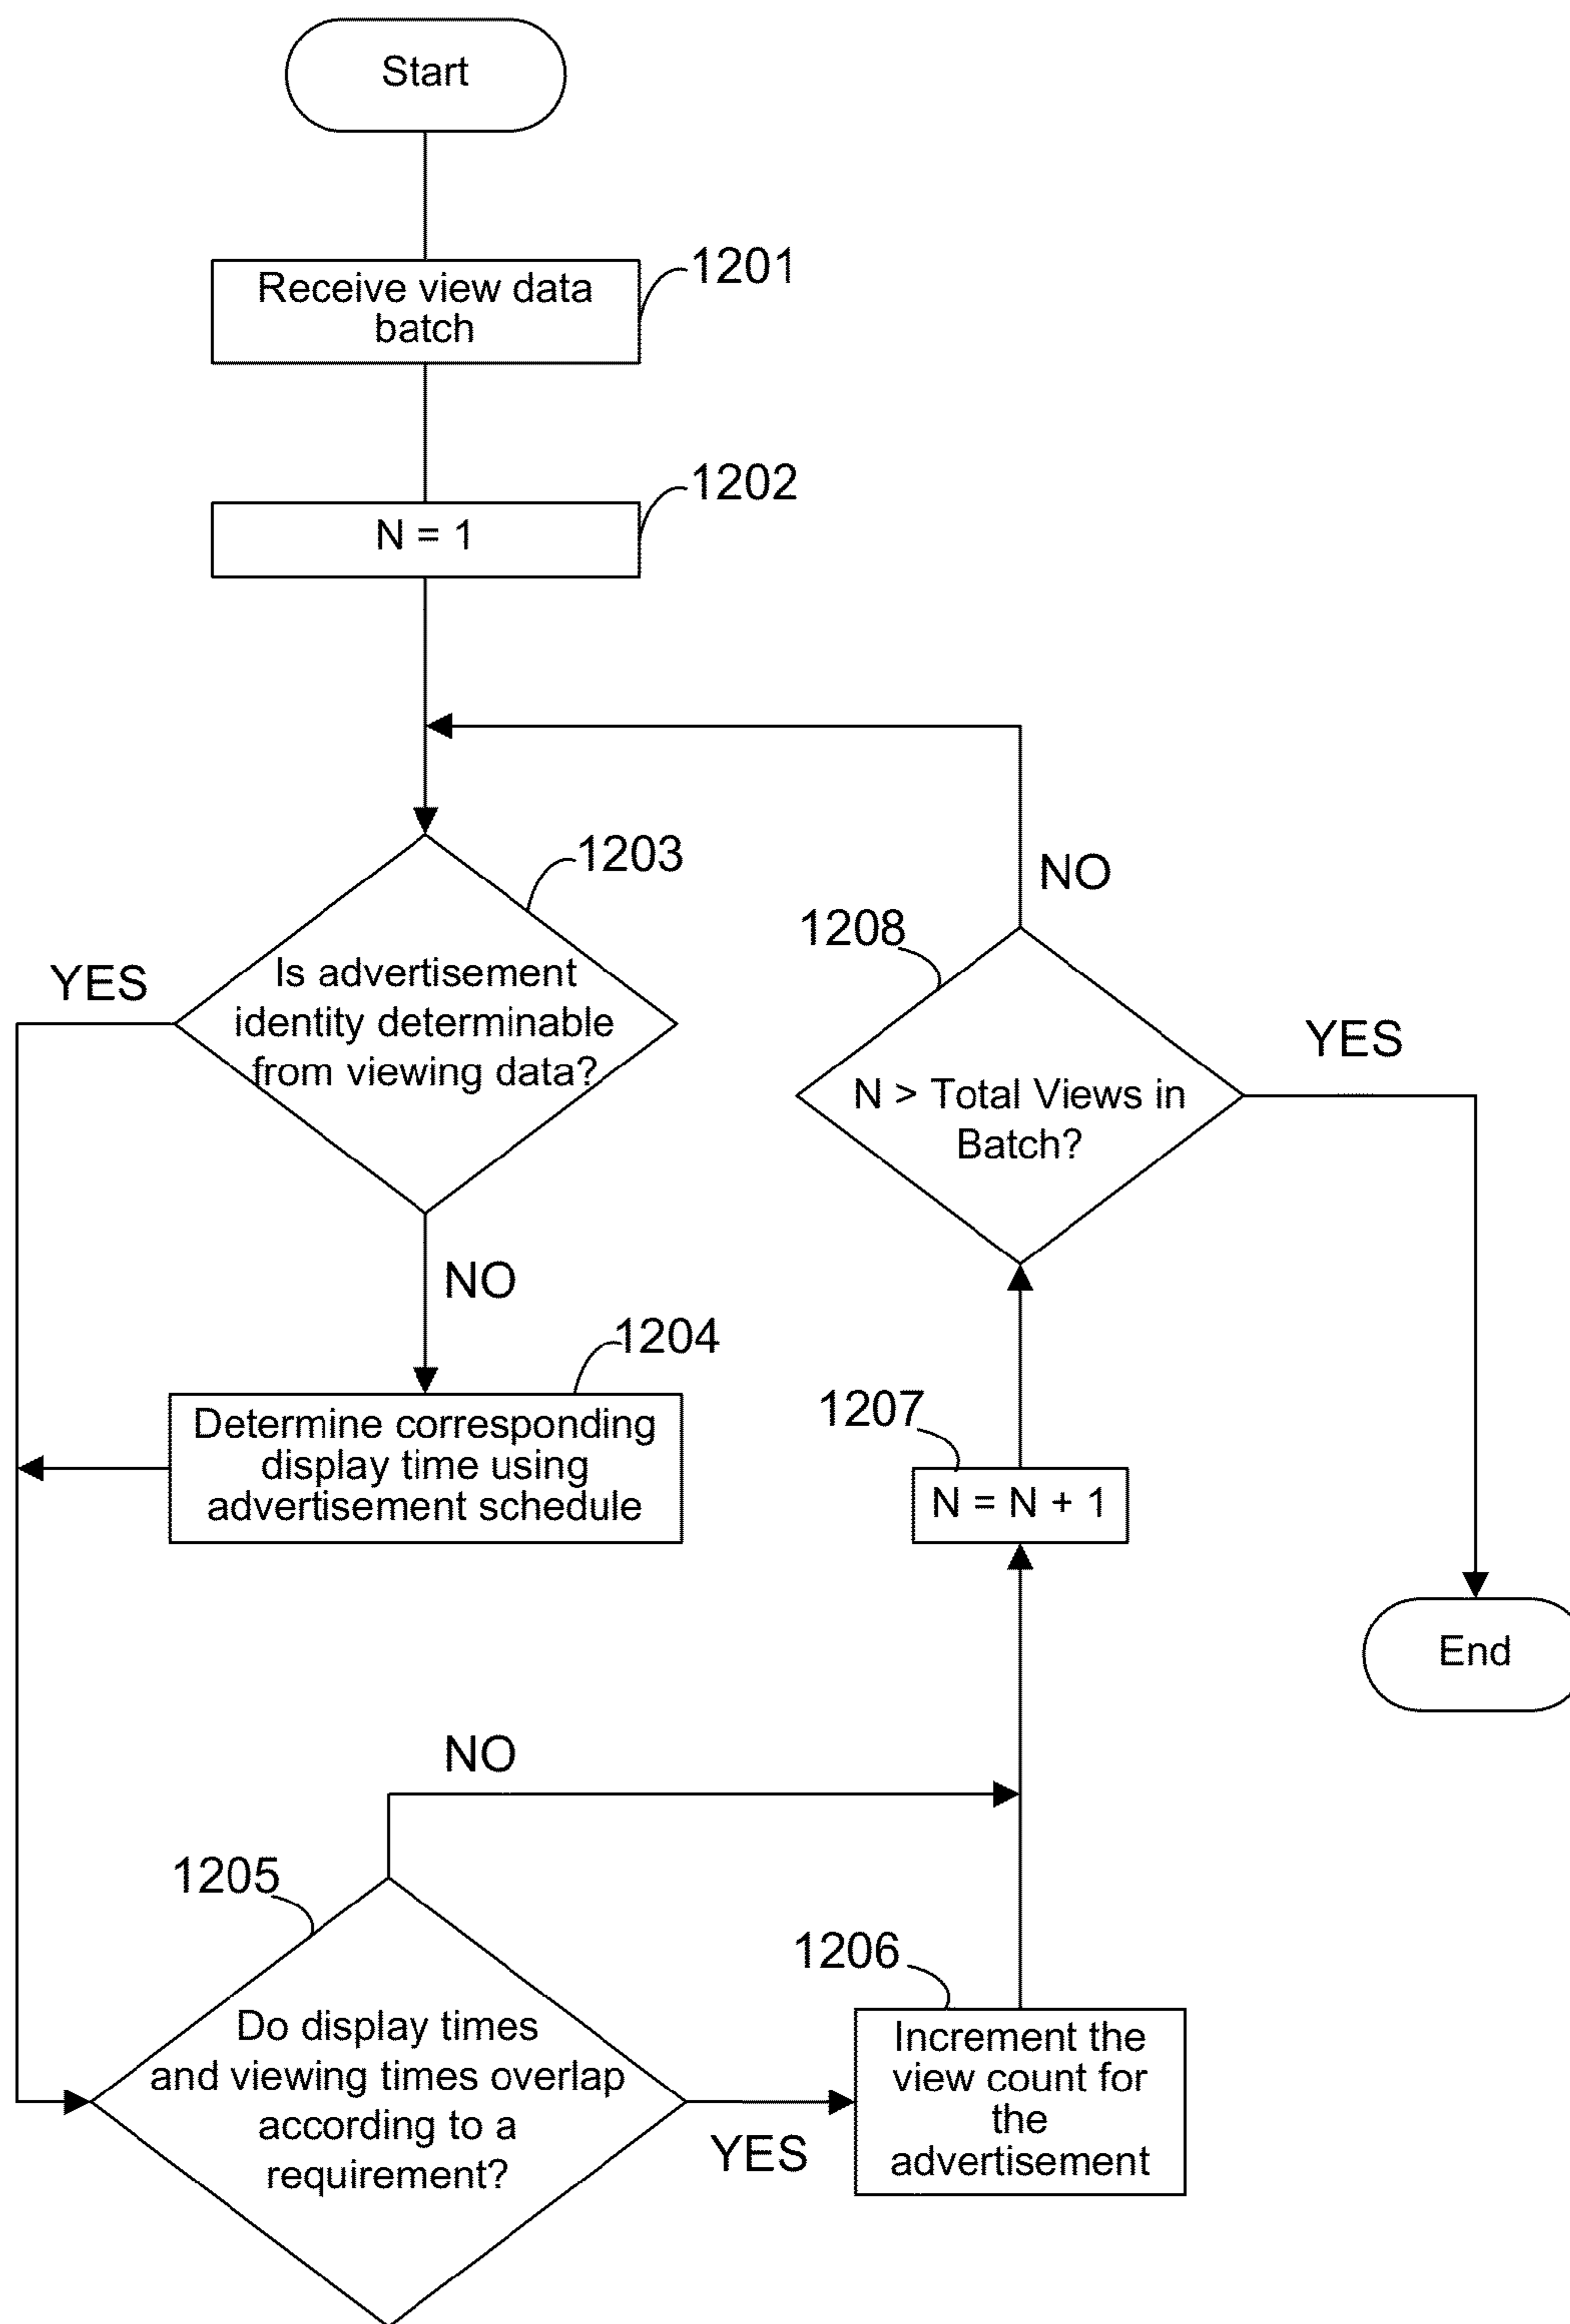 Start
1201
Receive view data
batch
1202
N = 1
1203
Is advertisement
identity determinable
from viewing data?
YES
NO
1204
Determine corresponding
display time using
advertisement schedule
1205
Do display times
and viewing times overlap
according to a
requirement?
NO
YES
1206
Increment the
view count for
the
advertisement
1207
N = N + 1
1208
N > Total Views in
Batch?
NO
YES
End